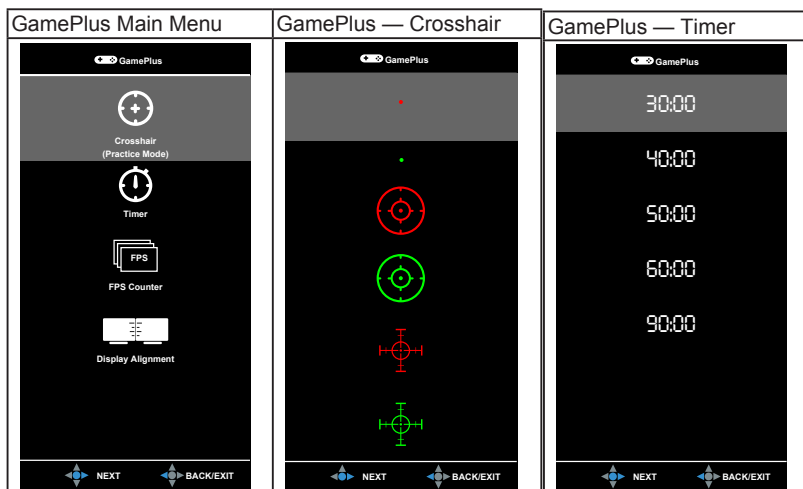 GamePlus Main Menu
GamePlus
Crosshair
(Practice Mode)
Timer
FPS
FPS Counter
Display Alignment
NEXT BACK/EXIT
GamePlus — Crosshair
GamePlus
NEXT BACK/EXIT
GamePlus — Timer
GamePlus
30:00
40:00
50:00
60:00
90:00
NEXT BACK/EXIT